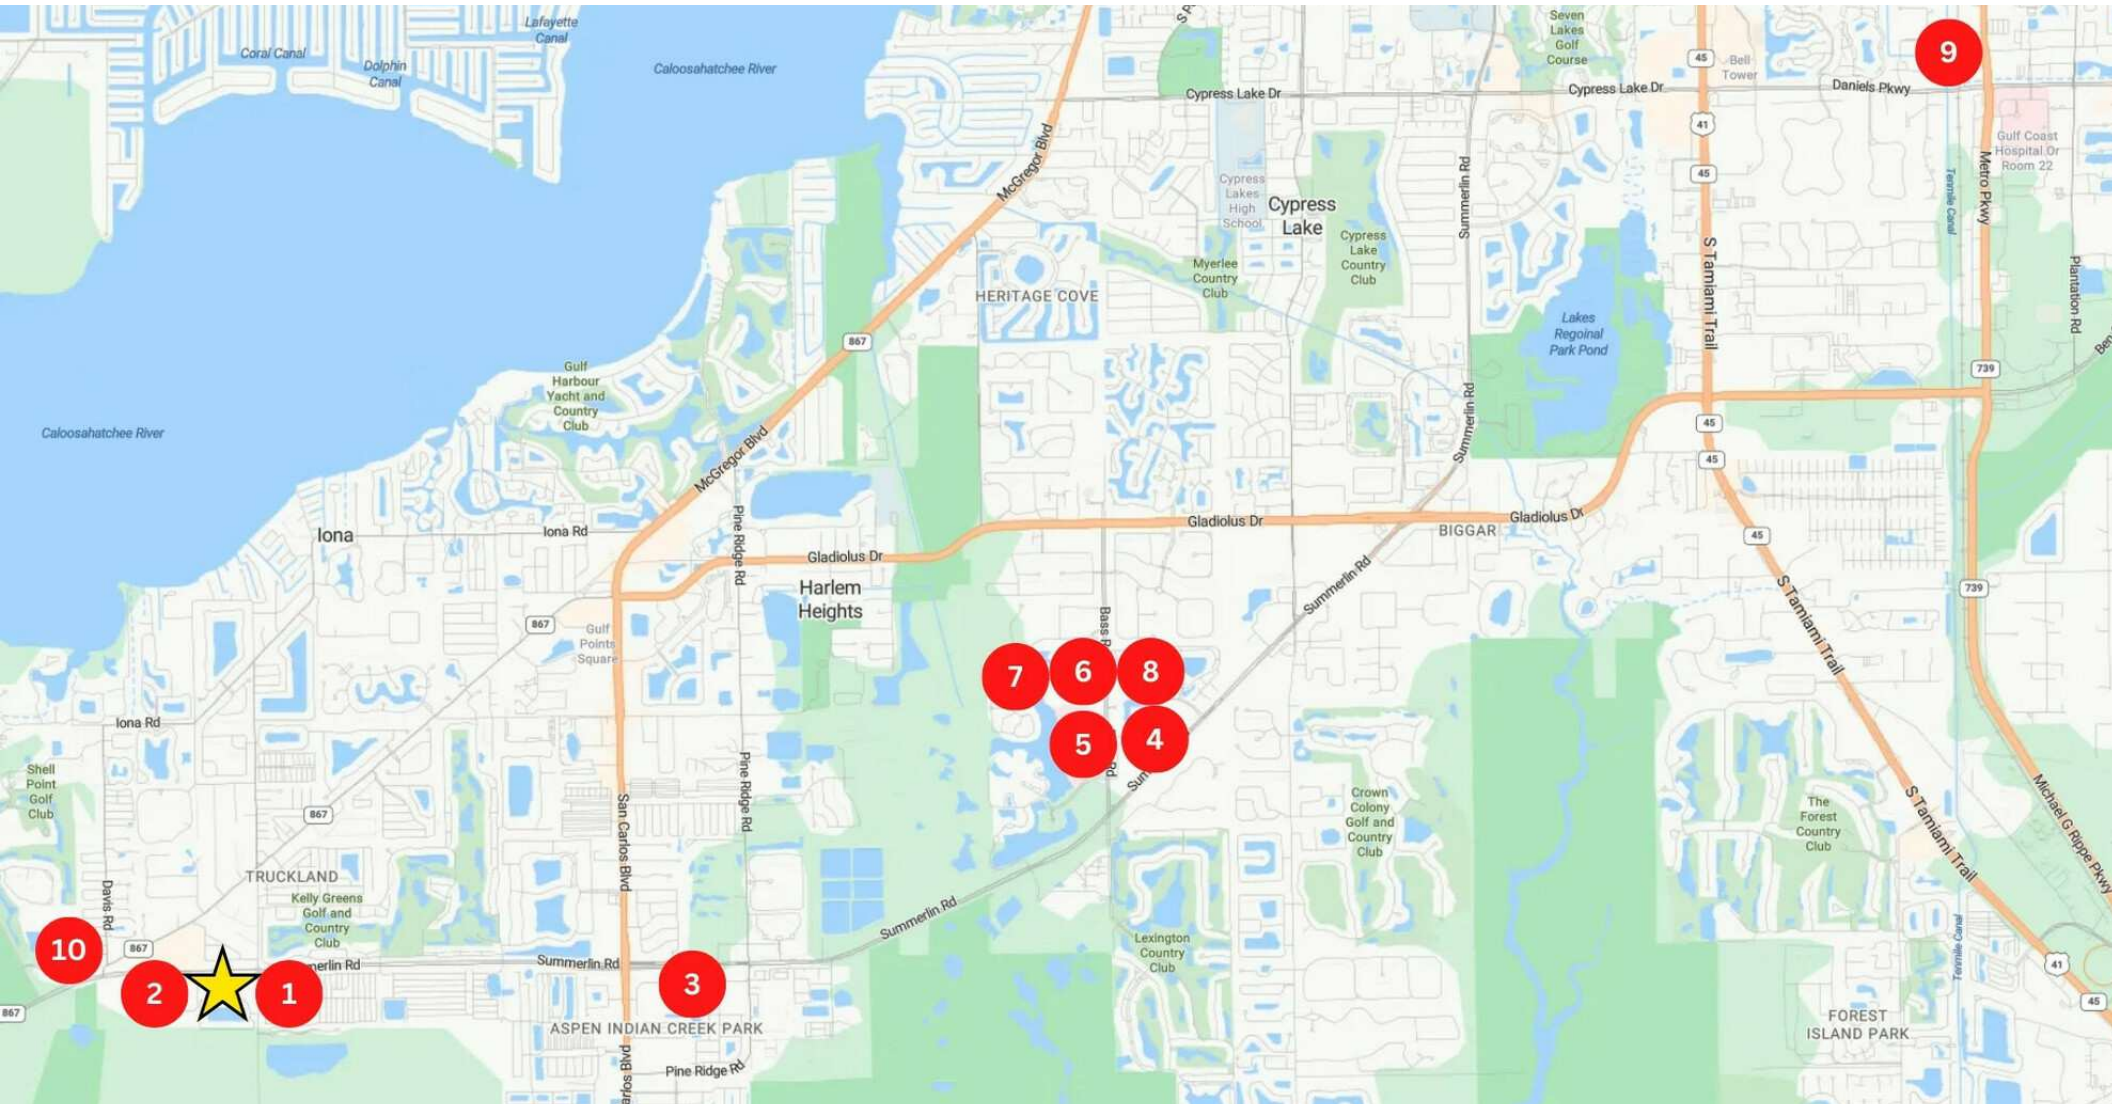 Lafayette
Canal
Coral Canal
Dolphin
Canal
Caloosahatchee River
Seven
Lakes
Golf
Course
45
Bell
Tower
9
Cypress Lake Dr
Cypress Lake Dr
Daniels Pkwy
41
McGregor Blvd
Gulf Coast
Hospital Or
Room 22
Cypress
Lakes
High
School
Summerlin Rd
45
Metro Pkwy
Tenmile Canal
Cypress
Lake
Cypress
Lake
Country
Club
Myerlee
Country
Club
HERITAGE COVE
S Tamiami Trail
Plantation Rd
Lakes
Regoinal
Park Pond
867
739
Gulf
Harbour
Yacht and
Country
Club
Summerlin Rd
45
Caloosahatchee River
McGregor Blvd
45
Iona
Iona Rd
Pine Ridge Rd
Gladiolus Dr
Gladiolus Dr
BIGGAR
45
Gladiolus Dr
Harlem
Heights
Summerlin Rd
739
S Tamiami Trail
867
Gulf
Points
Square
7
6
8
5
4
Rd
Iona Rd
Shell
Point
Golf
Club
867
San Carlos Blvd
Pine Ridge Rd
Crown
Colony
Golf and
Country
Club
The
Forest
Country
Club
S Tamiami Trail
Michael G Rippe Pkwy
TRUCKLAND
Davis Rd
Kelly Greens
Golf and
Country
Club
Summerlin Rd
10
867
Summerlin Rd
Lexington
Country
Club
Tenmile Canal
41
2
1
3
45
867
ASPEN INDIAN CREEK PARK
FOREST
ISLAND PARK
Pine Ridge Rd